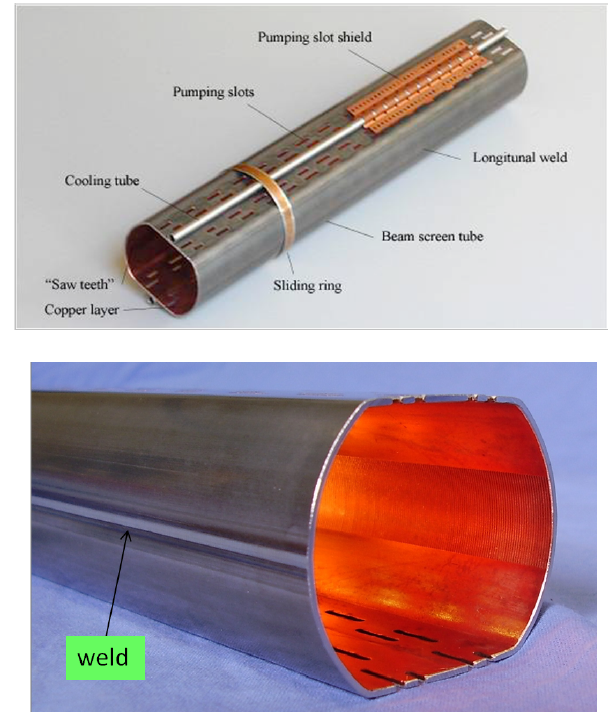 Pumping slot shield
Pumping slots
Longitunal weld
Cooling tube
Beam screen tube
"Saw teeth"
Sliding ring
Copper layer
weld